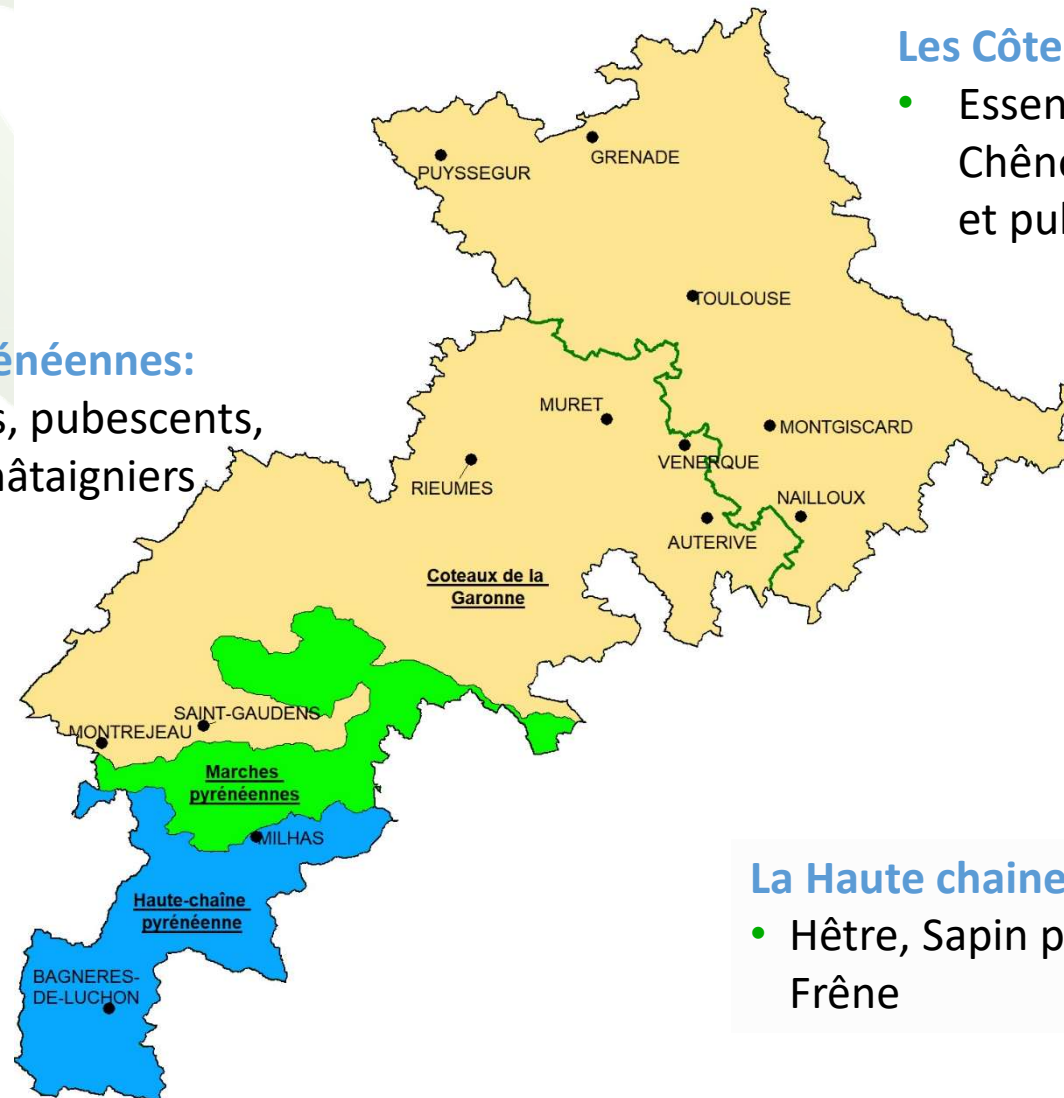 Les Côte
• Essen
Chên
et pul
PUYSSEGUR
GRENADE
TOULOUSE
énéennes:
s, pubescents,
hâtaigniers
MURET
MONTGISCARD
VENERQUE
RIEUMES
NAILLOUX
AUTERIVE
Coteaux de la
Garonne
SAINT-GAUDENS
MONTREJEAU
Marches
pyrénéennes
MILHAS
Haute-chaîne
pyrénéenne
La Haute chaine
• Hêtre, Sapin p
Frêne
BAGNERES-
DE-LUCHON